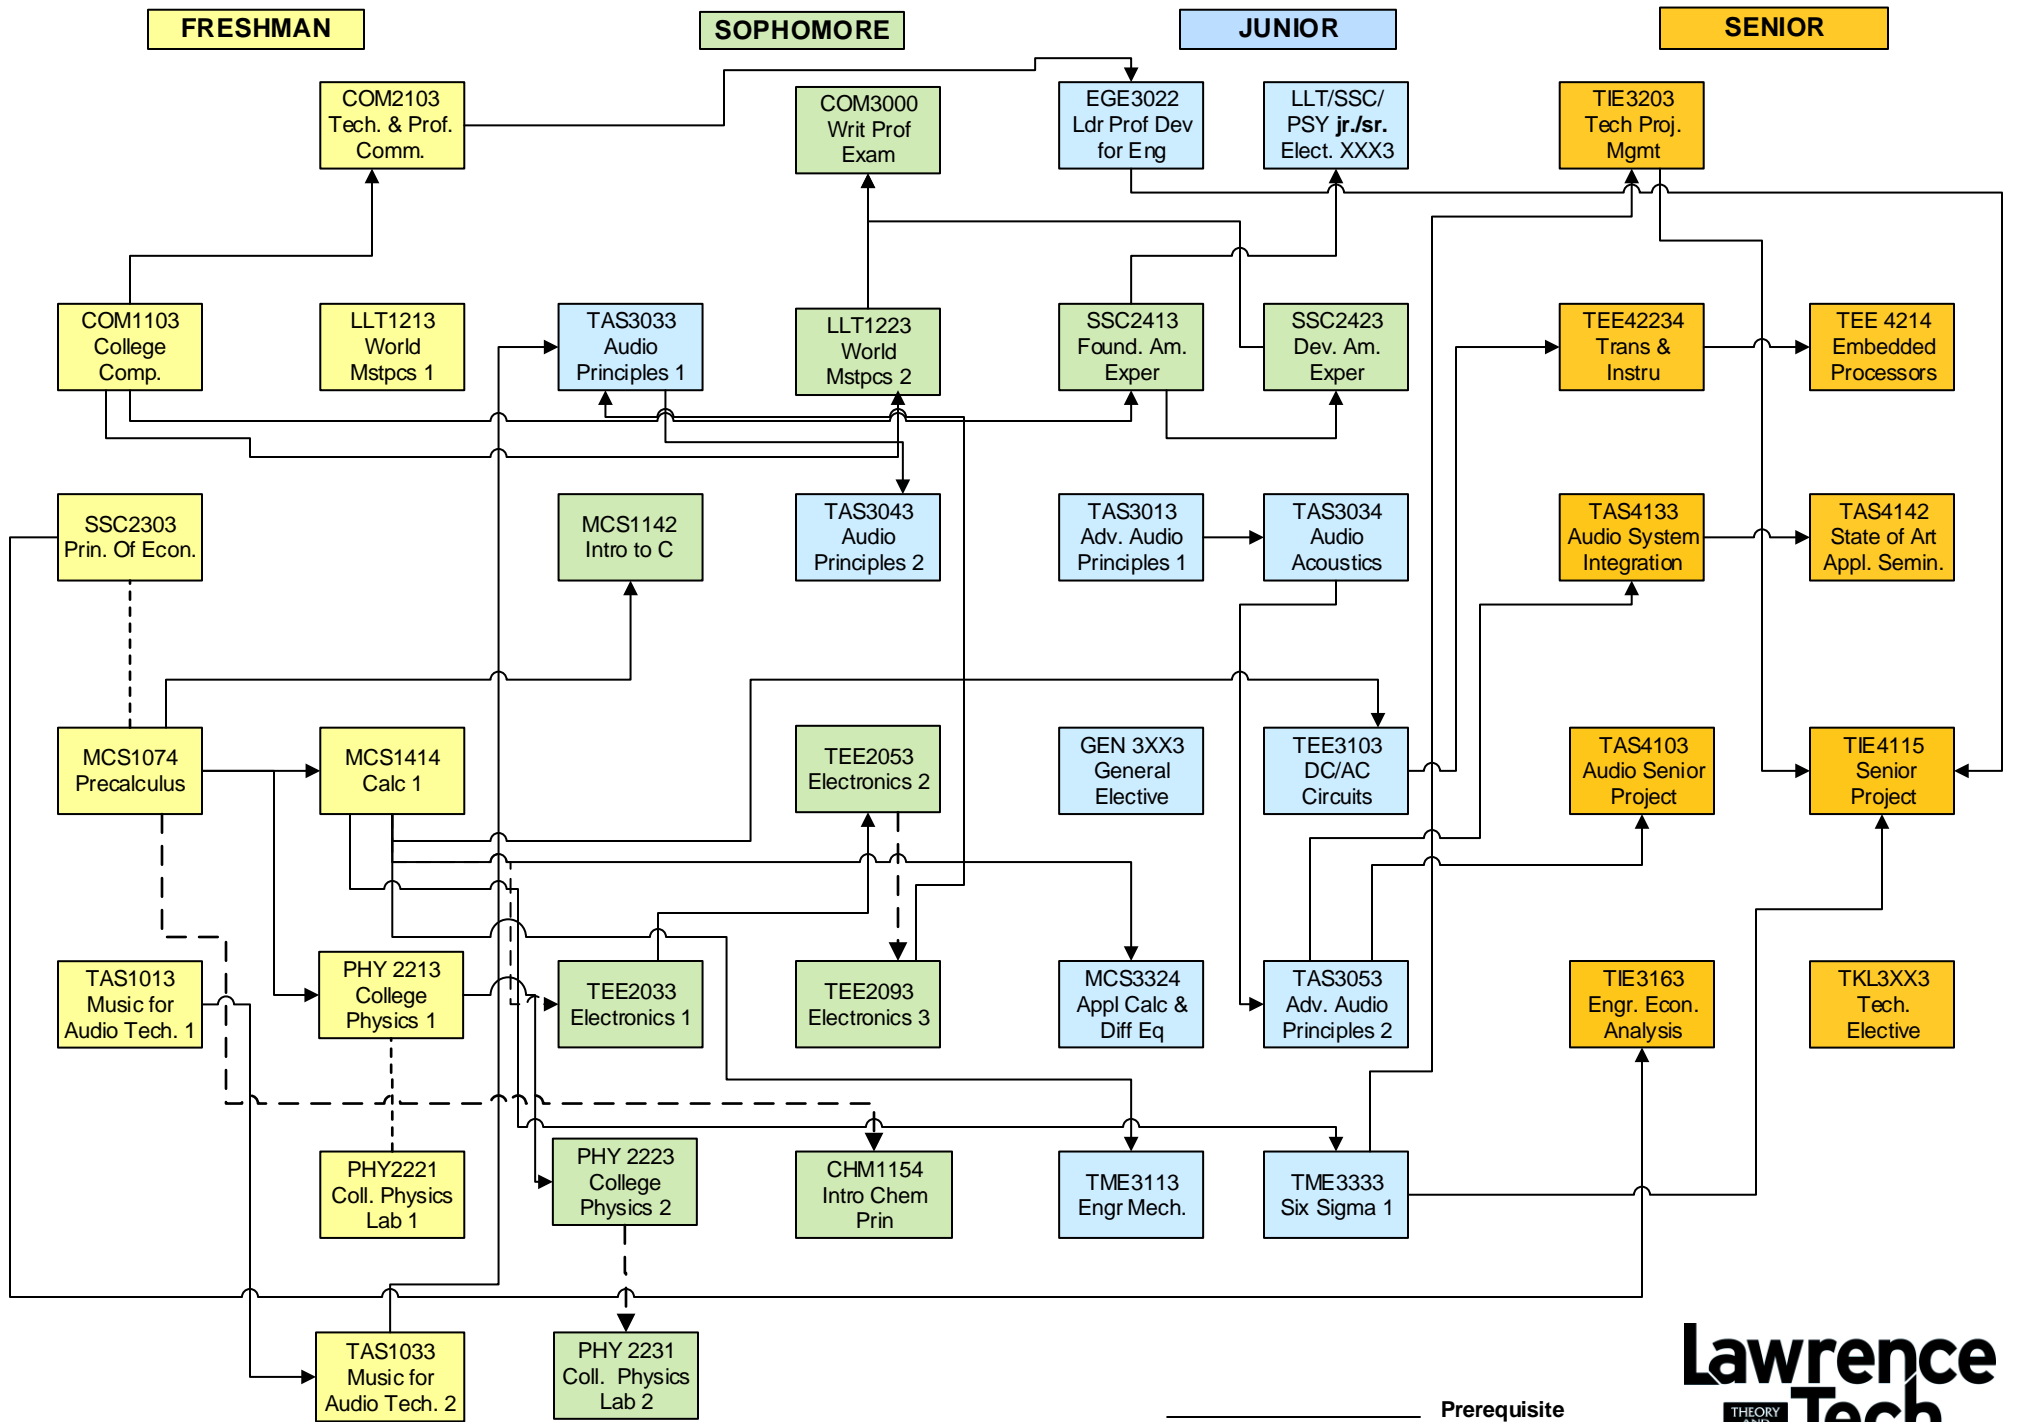 FRESHMAN
SOPHOMORE
JUNIOR
SENIOR
COM2103
Tech. & Prof.
Comm.
COM3000
Writ Prof
Exam
EGE3022
Ldr Prof Dev
for Eng
LLT/SSC/
PSY jr./sr.
Elect. XXX3
TIE3203
Tech Proj.
Mgmt
COM1103
College
Comp.
LLT1213
World
Mstpcs 1
TAS3033
Audio
Principles 1
LLT1223
World
Mstpcs 2
SSC2413
Found. Am.
Exper
SSC2423
Dev. Am.
Exper
TEE42234
Trans &
Instru
TEE 4214
Embedded
Processors
SSC2303
Prin. Of Econ.
MCS1142
Intro to C
TAS3043
Audio
Principles 2
TAS3013
Adv. Audio
Principles 1
TAS3034
Audio
Acoustics
TAS4133
Audio System
Integration
TAS4142
State of Art
Appl. Semin.
MCS1074
Precalculus
MCS1414
Calc 1
TEE2053
Electronics 2
GEN 3XX3
General
Elective
TEE3103
DC/AC
Circuits
TAS4103
Audio Senior
Project
TIE4115
Senior
Project
TAS1013
Music for
Audio Tech. 1
PHY 2213
College
Physics 1
TEE2033
Electronics 1
TEE2093
Electronics 3
MCS3324
Appl Calc &
Diff Eq
TAS3053
Adv. Audio
Principles 2
TIE3163
Engr. Econ.
Analysis
TKL3XX3
Tech.
Elective
PHY2221
Coll. Physics
Lab 1
PHY 2223
College
Physics 2
CHM1154
Intro Chem
Prin
TME3113
Engr Mech.
TME3333
Six Sigma 1
TAS1033
Music for
Audio Tech. 2
PHY 2231
Coll. Physics
Lab 2
Prerequisite
Lawrence
Tech
THEORY
AND